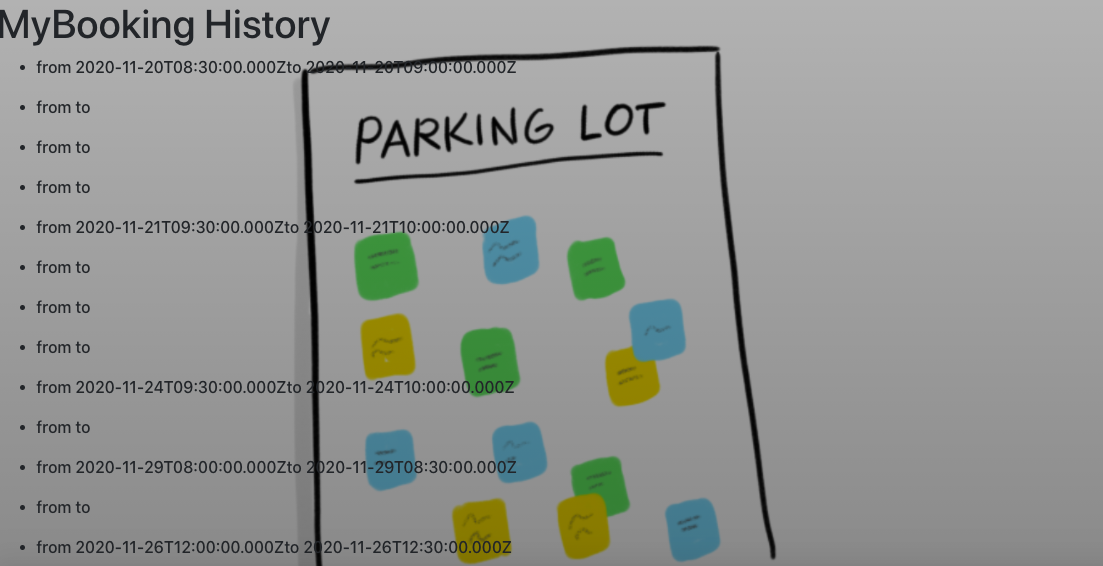 MyBooking History
from 2020-11-20T08:30:00.000Zto 2020-11-20T09:00:00.000Z
from to
PARKING LOT
from to
from to
from 2020-11-21T09:30:00.000Zto 2020-11-21T10:00:00.000Z
from to
from to
from to
from 2020-11-24T09:30:00.000Zto 2020-11-24T10:00:00.000Z
from to
from 2020-11-29T08:00:00.000Zto 2020-11-29T08:30:00.000Z
from to
from 2020-11-26T12:00:00.000Zto 2020-11-26T12:30:00.000Z